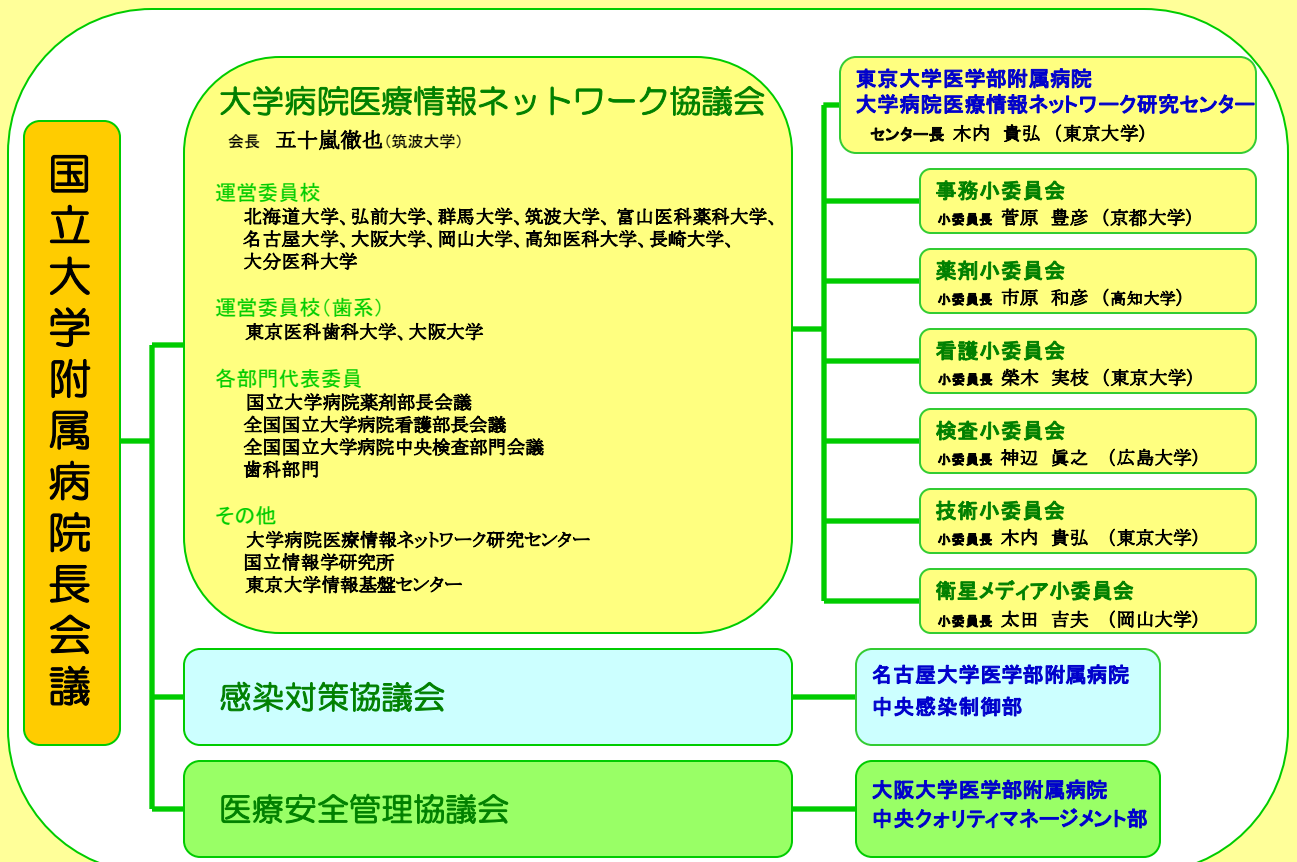 国立大学附属病院長会議
大学病院医療情報ネットワーク協議会
会長 五十嵐徹也(筑波大学)
運営委員校
北海道大学、弘前大学、群馬大学、筑波大学、富山医科薬科大学、
名古屋大学、大阪大学、岡山大学、高知医科大学、長崎大学、
大分医科大学
運営委員校(歯系)
東京医科歯科大学、大阪大学
各部門代表委員
国立大学病院薬剤部長会議
全国国立大学病院看護部長会議
全国国立大学病院中央検査部門会議
歯科部門
その他
大学病院医療情報ネットワーク研究センター
国立情報学研究所
東京大学情報基盤センター
感染対策協議会
医療安全管理協議会
東京大学医学部附属病院
大学病院医療情報ネットワーク研究センター
センター長 木内 貴弘 (東京大学)
事務小委員会
小委員長 菅原 豊彦 (京都大学)
薬剤小委員会
小委員長 市原 和彦 (高知大学)
看護小委員会
小委員長 榮木 実枝 (東京大学)
検査小委員会
小委員長 神辺 眞之 (広島大学)
技術小委員会
小委員長 木内 貴弘 (東京大学)
衛星メディア小委員会
小委員長 太田 吉夫 (岡山大学)
名古屋大学医学部附属病院
中央感染制御部
大阪大学医学部附属病院
中央クォリティマネージメント部